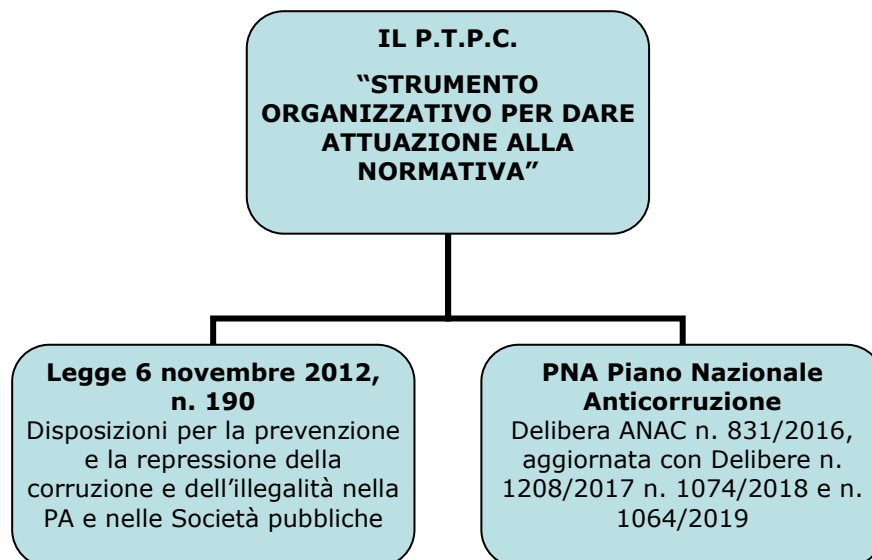 IL P.T.P.C.
“STRUMENTO
ORGANIZZATIVO PER DARE
ATTUAZIONE ALLA
NORMATIVA”
Legge 6 novembre 2012,
n. 190
Disposizioni per la prevenzione
e la repressione della
corruzione e dell’illegalità nella
PA e nelle Società pubbliche
PNA Piano Nazionale
Anticorruzione
Delibera ANAC n. 831/2016,
aggiornata con Delibere n.
1208/2017 n. 1074/2018 e n.
1064/2019